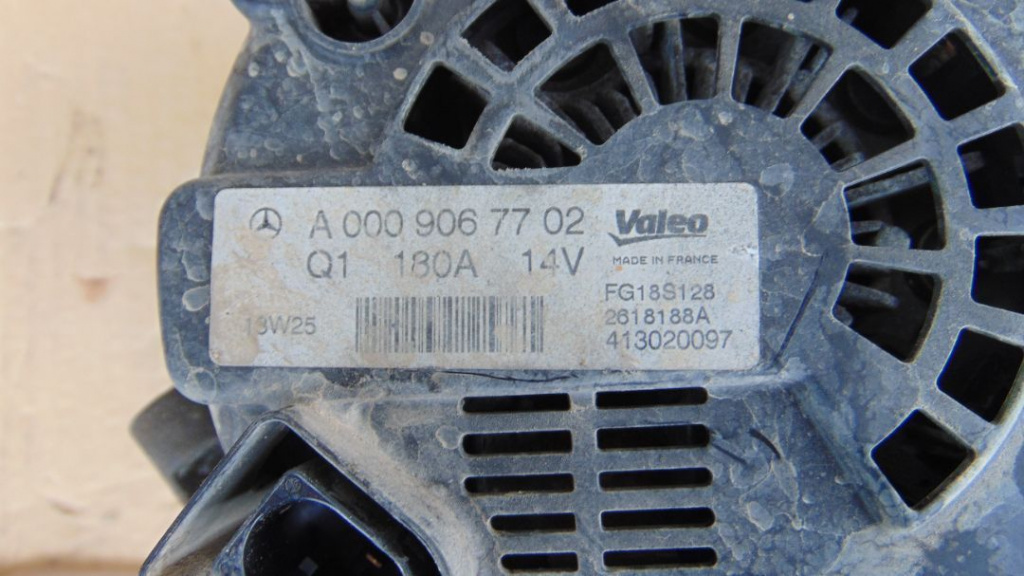 A 000 906 77 02
Q1 180A 14V
13W25
Valeo
MADE IN FRANCE
FG18S128
2618188A
413020097